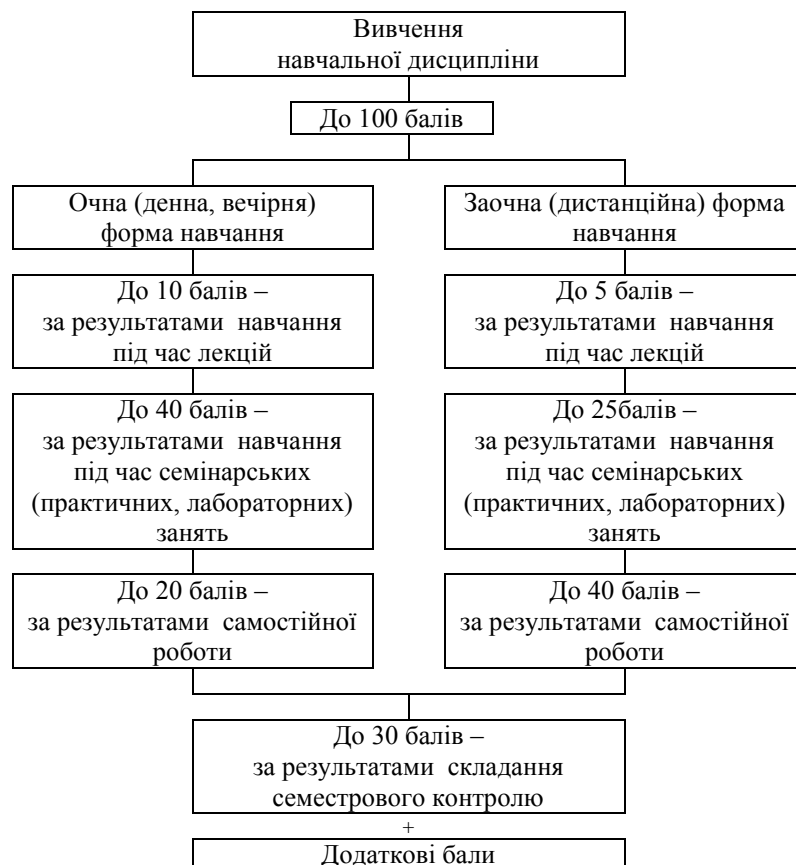 Вивчення
навчальної дисципліни
До 100 балів
Очна (денна, вечірня)
форма навчання
До 10 балів –
за результатами навчання
під час лекцій
До 40 балів –
за результатами навчання
під час семінарських
(практичних, лабораторних)
занять
До 20 балів –
за результатами самостійної
роботи
Заочна (дистанційна) форма
навчання
До 5 балів –
за результатами навчання
під час лекцій
До 25балів –
за результатами навчання
під час семінарських
(практичних, лабораторних)
занять
До 40 балів –
за результатами самостійної
роботи
До 30 балів –
за результатами складання
семестрового контролю
+
Додаткові бали